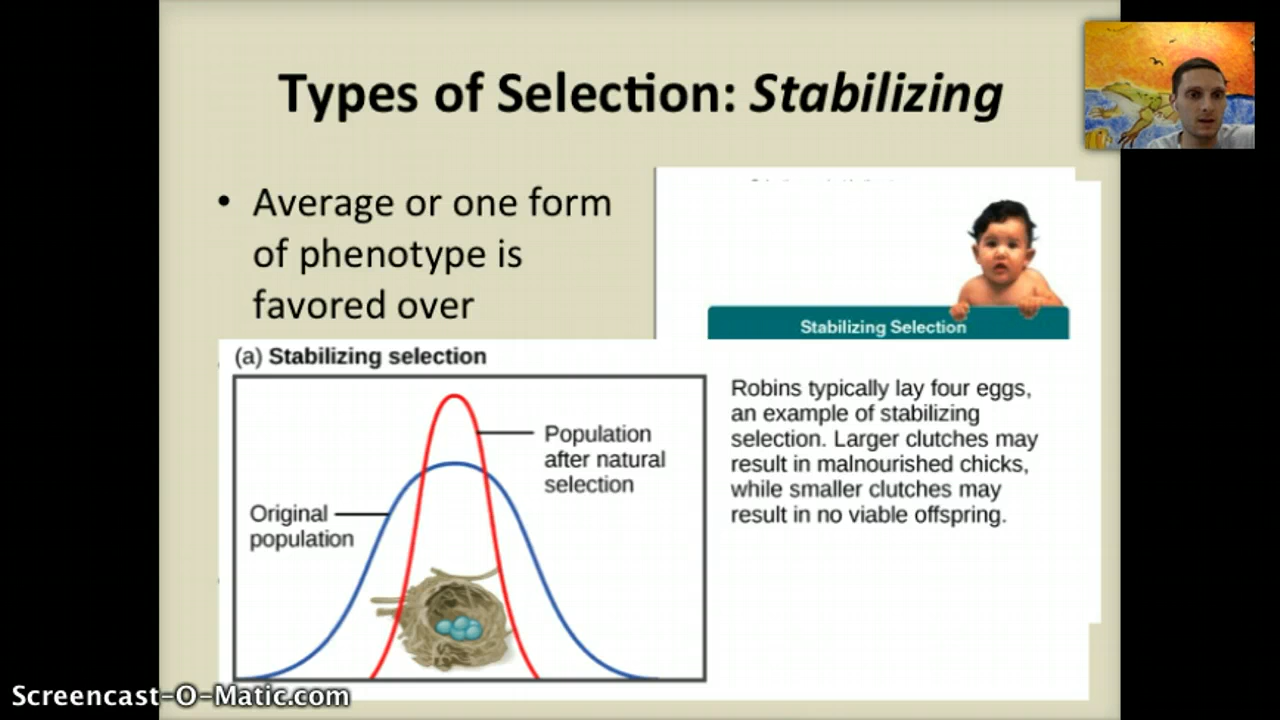 Types of Selection: Stabilizing
• Average or one form
of phenotype is
favored over
Stabilizing Selection
(a) Stabilizing selection
Population
after natural
selection
Original
population
Robins typically lay four eggs,
an example of stabilizing
selection. Larger clutches may
result in malnourished chicks,
while smaller clutches may
result in no viable offspring.
Screencast-O-Matic.com